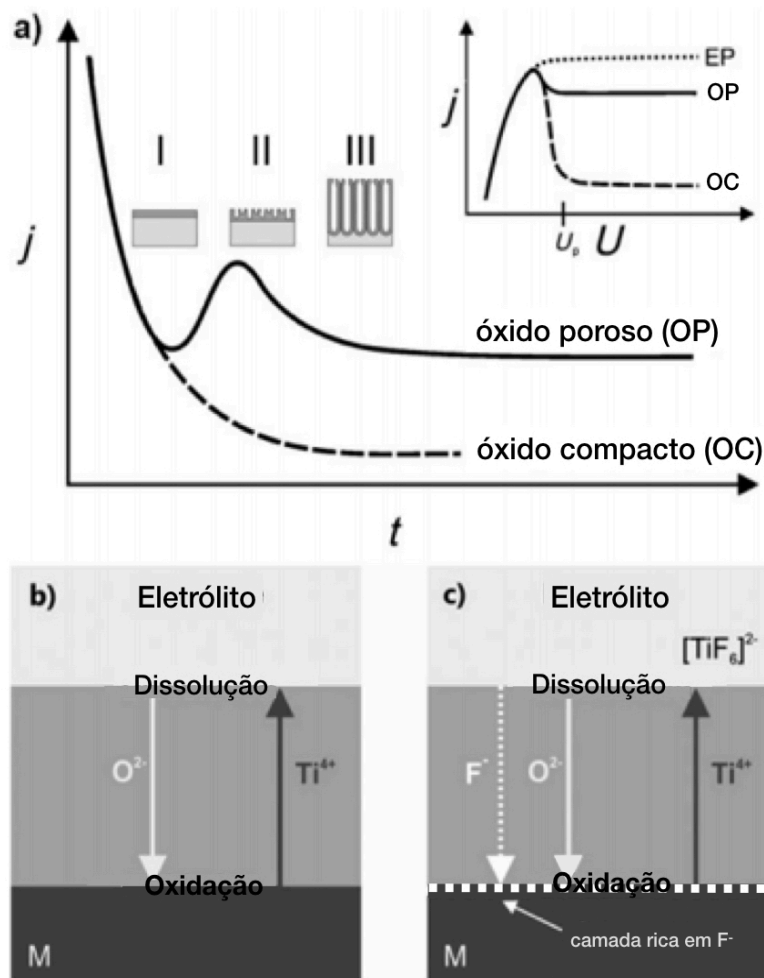 a)
EP
OP
OC
j
U
p
U
I II III
j
óxido poroso (OP)
óxido compacto (OC)
t
b)
Eletrólito
Dissolução
O²⁻
Ti⁴⁺
Oxidação
M
c)
Eletrólito
[TiF₆]²⁻
Dissolução
F⁻
O²⁻
Ti⁴⁺
Oxidação
camada rica em F⁻
M